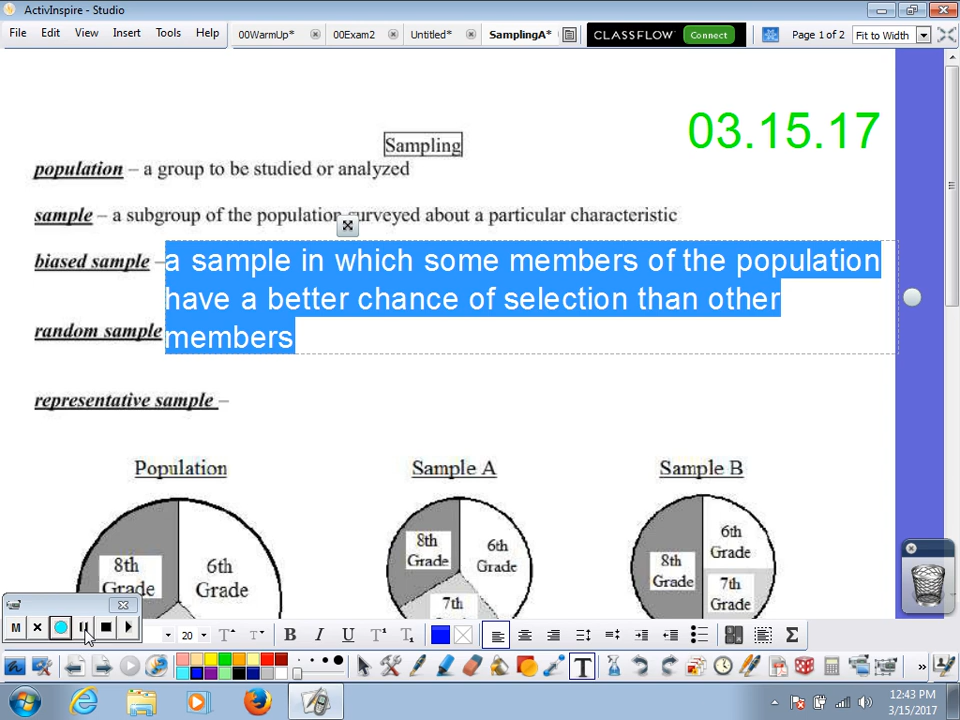 ActivInspire - Studio
File Edit View Insert Tools Help 00WarmUp* 00Exam2 Untitled* SamplingA* CLASSFLOW Connect Page 1 of 2 Fit to Width
03.15.17
Sampling
population – a group to be studied or analyzed
sample – a subgroup of the population surveyed about a particular characteristic
biased sample – a sample in which some members of the population
have a better chance of selection than other
random sample members
representative sample –
Population Sample A Sample B
8th Grade 6th Grade
8th Grade 6th Grade 7th
8th Grade 6th Grade 7th Grade
M
20 T T B I U T¹ T₁ Σ
T »
12:43 PM
3/15/2017